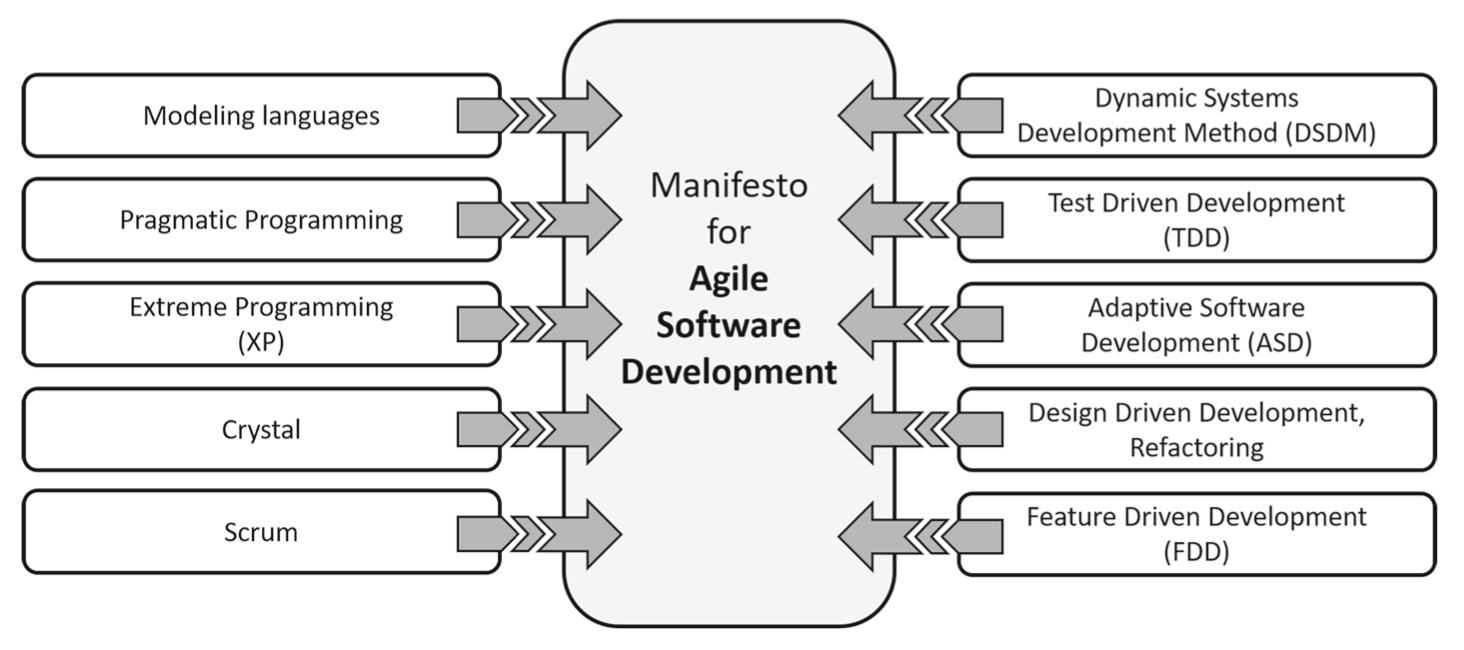 Modeling languages
Pragmatic Programming
Extreme Programming
(XP)
Crystal
Scrum
Manifesto
for
Agile
Software
Development
Dynamic Systems
Development Method (DSDM)
Test Driven Development
(TDD)
Adaptive Software
Development (ASD)
Design Driven Development,
Refactoring
Feature Driven Development
(FDD)